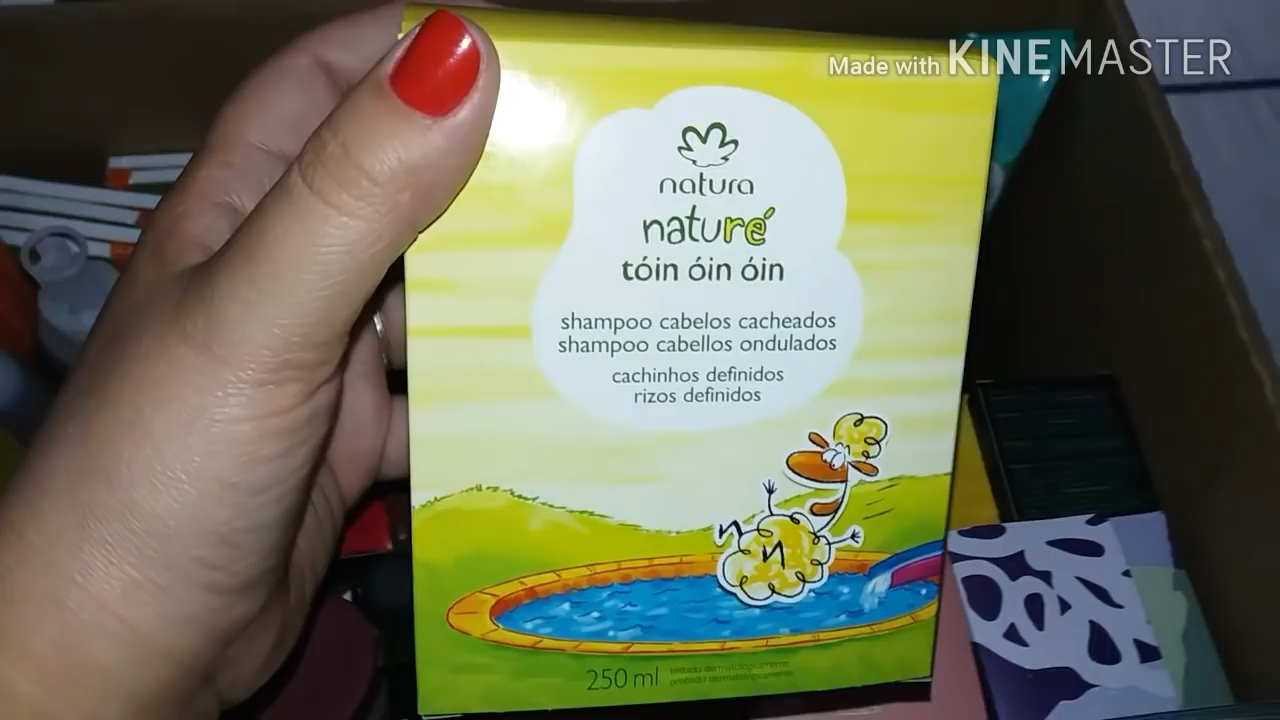 Made with KINEMASTER
natura
naturé
tóin óin óin
shampoo cabelos cacheados
shampoo cabellos ondulados
cachinhos definidos
rizos definidos
250 ml
testado dermatologicamente
probado dermatológicamente